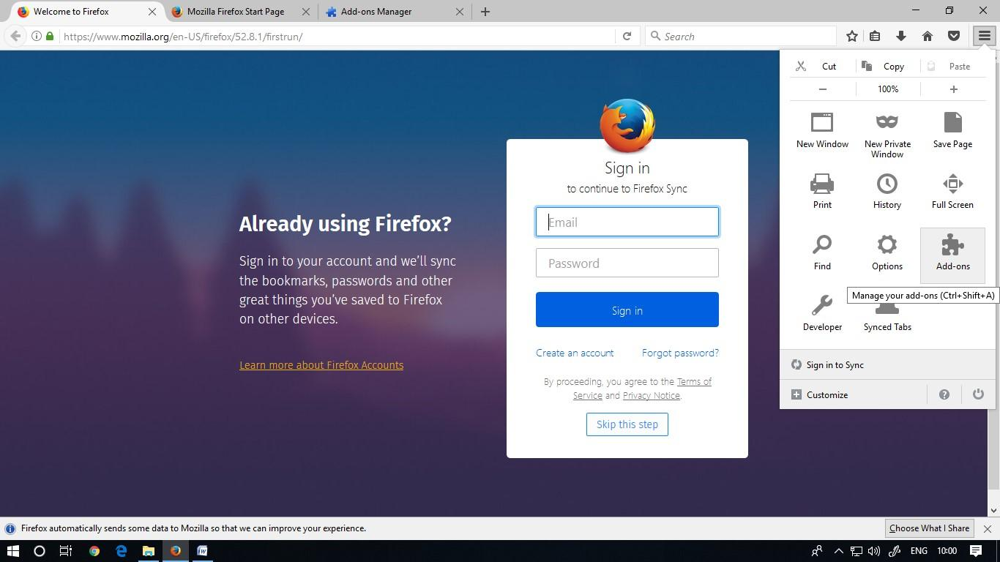 Welcome to Firefox
Mozilla Firefox Start Page
Add-ons Manager
https://www.mozilla.org/en-US/firefox/52.8.1/firstrun/
Search
Cut
Copy
Paste
100%
New Window
New Private
Window
Save Page
Print
History
Full Screen
Find
Options
Add-ons
Manage your add-ons (Ctrl+Shift+A)
Developer
Synced Tabs
Sign in to Sync
Customize
Already using Firefox?
Sign in to your account and we’ll sync
the bookmarks, passwords and other
great things you’ve saved to Firefox
on other devices.
Learn more about Firefox Accounts
Sign in
to continue to Firefox Sync
Email
Password
Sign in
Create an account
Forgot password?
By proceeding, you agree to the Terms of
Service and Privacy Notice.
Skip this step
Firefox automatically sends some data to Mozilla so that we can improve your experience.
Choose What I Share
ENG
10:00